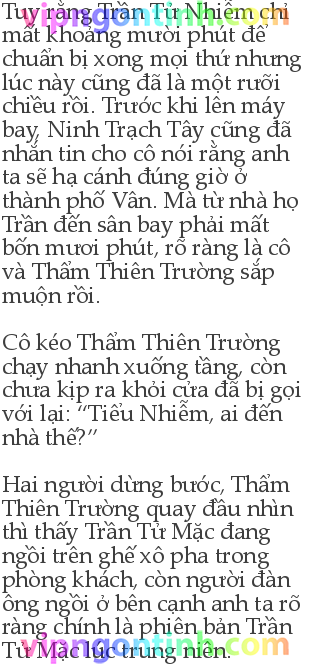 Tuy rằng Trần Tử Nhiễm chỉ
mất khoảng mười phút để
chuẩn bị xong mọi thứ nhưng
lúc này cũng đã là một rưỡi
chiều rồi. Trước khi lên máy
bay, Ninh Trạch Tây cũng đã
nhắn tin cho cô nói rằng anh
ta sẽ hạ cánh đúng giờ ở
thành phố Vân. Mà từ nhà họ
Trần đến sân bay phải mất
bốn mươi phút, rõ ràng là cô
và Thẩm Thiên Trường sắp
muộn rồi.
Cô kéo Thẩm Thiên Trường
chạy nhanh xuống tầng, còn
chưa kịp ra khỏi cửa đã bị gọi
với lại: “Tiểu Nhiễm, ai đến
nhà thế?”
Hai người dừng bước, Thẩm
Thiên Trường quay đầu nhìn
thì thấy Trần Tử Mặc đang
ngồi trên ghế xô pha trong
phòng khách, còn người đàn
ông ngồi ở bên cạnh anh ta rõ
ràng chính là phiên bản Trần
Tử Mặc lúc trung niên.
vipngontinh.com
vipngontinh.com